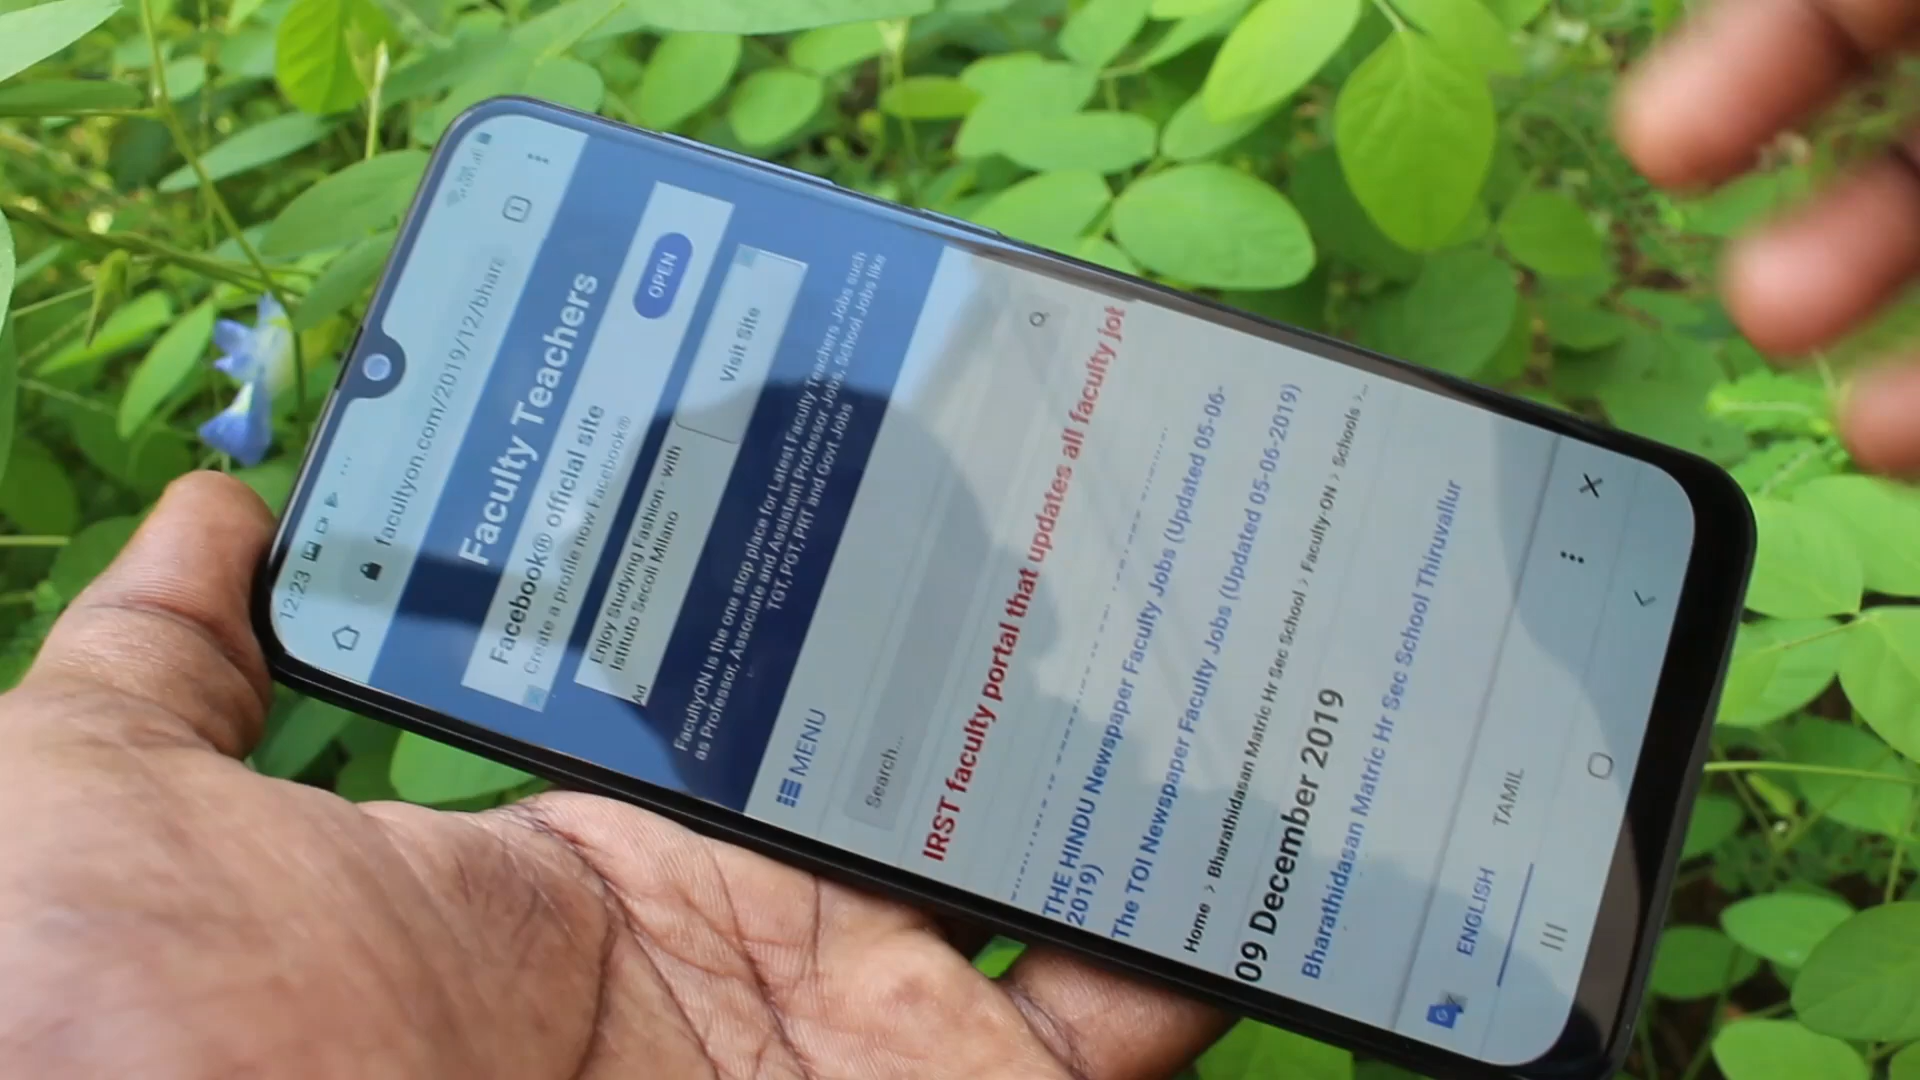 12:23
facultyon.com/2019/12/bhara
1
Faculty Teachers
Facebook® official site
Create a profile now Facebook®
OPEN
Enjoy Studying Fashion - with
Istituto Secoli Milano
Ad
Visit Site
FacultyON is the one stop place for Latest Faculty Teachers Jobs such
as Professor, Associate and Assistant Professor Jobs, School Jobs like
TGT, PGT, PRT and Govt Jobs
MENU
Search...
IRST faculty portal that updates all faculty jo
THE HINDU Newspaper Faculty Jobs (Updated 05-06-
2019)
The TOI Newspaper Faculty Jobs (Updated 05-06-2019)
Home > Bharathidasan Matric Hr Sec School > Faculty-ON > Schools >...
09 December 2019
Bharathidasan Matric Hr Sec School Thiruvallur
ENGLISH TAMIL